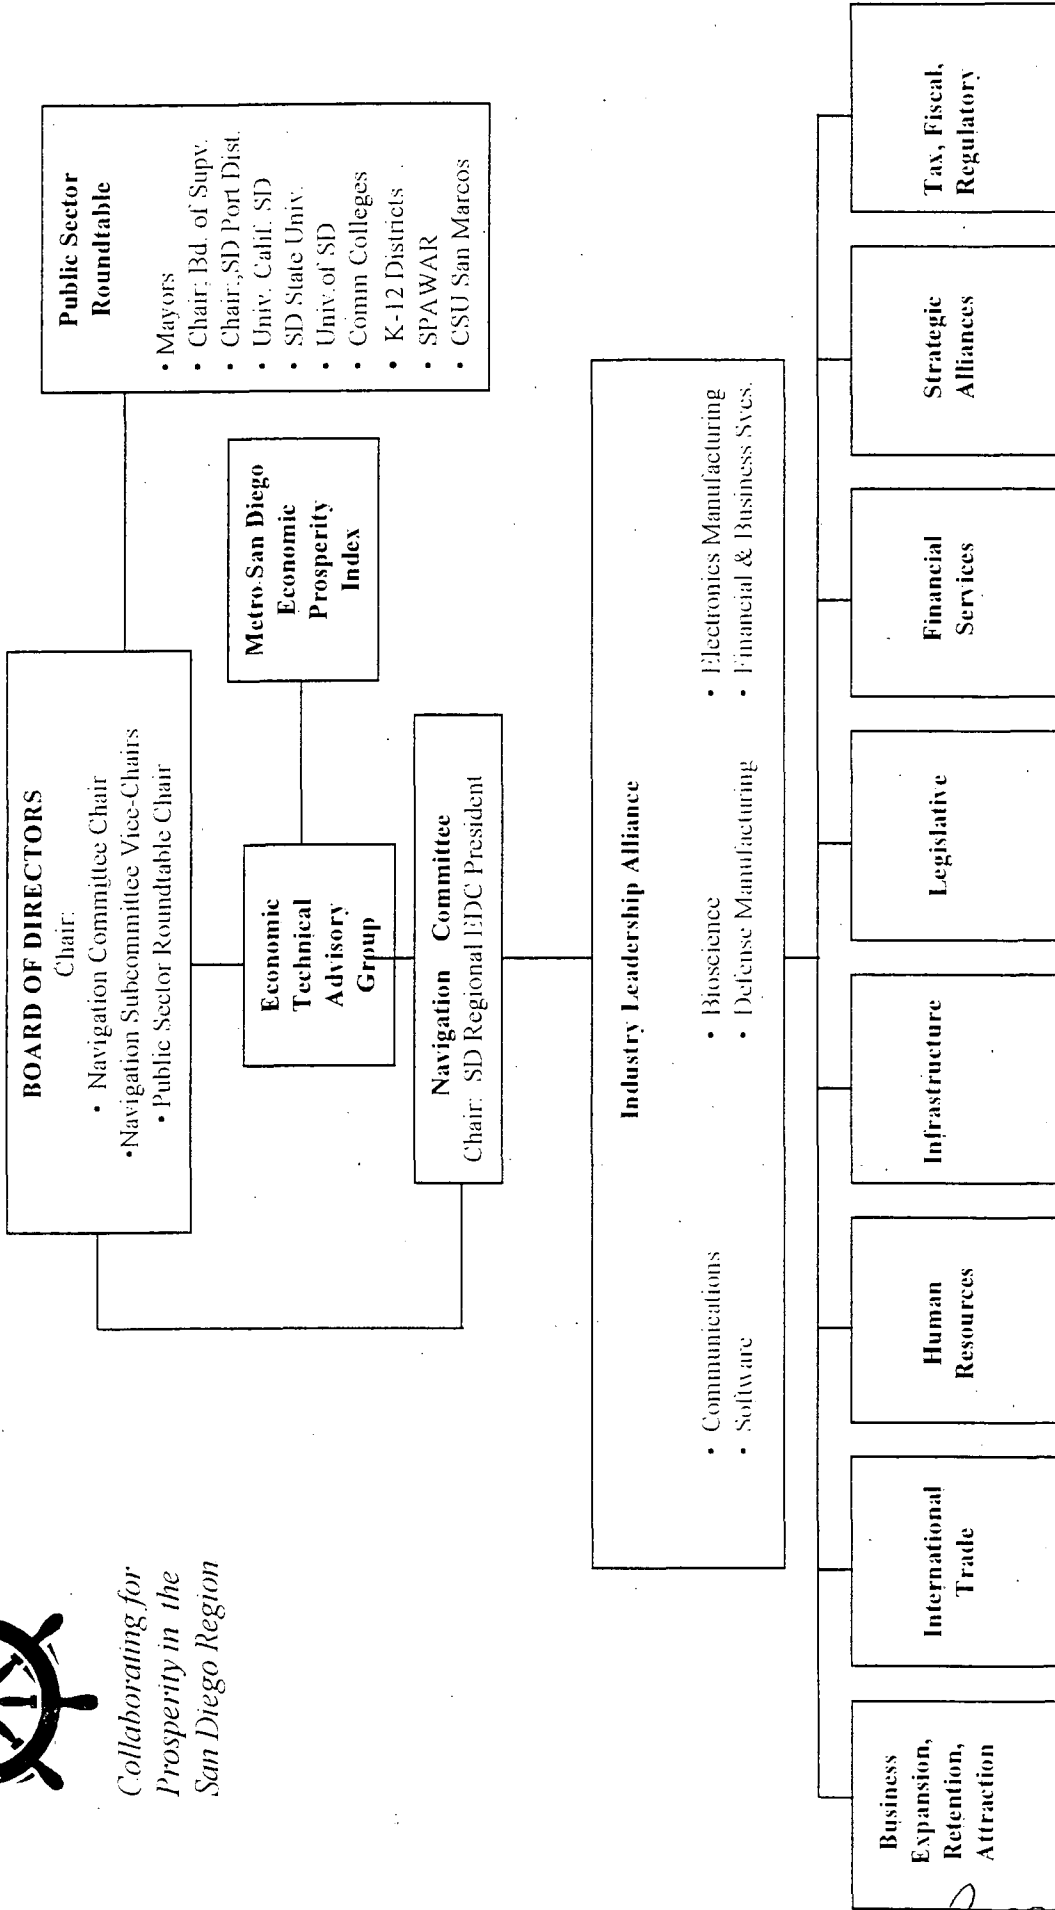 Collaborating for
Prosperity in the
San Diego Region
BOARD OF DIRECTORS
Chair:
• Navigation Committee Chair
•Navigation Subcommittee Vice-Chairs
• Public Sector Roundtable Chair
Public Sector
Roundtable
• Mayors
• Chair, Bd. of Supv.
• Chair, SD Port Dist.
• Univ. Calif. SD
• SD State Univ.
• Univ. of SD
• Comm Colleges
• K-12 Districts
• SPAWAR
• CSU San Marcos
Economic
Technical
Advisory
Group
Metro-San Diego
Economic
Prosperity
Index
Navigation Committee
Chair: SD Regional EDC President
Industry Leadership Alliance
• Communications
• Software
• Bioscience
• Defense Manufacturing
• Electronics Manufacturing
• Financial & Business Svcs.
Business
Expansion,
Retention,
Attraction
International
Trade
Human
Resources
Infrastructure
Legislative
Financial
Services
Strategic
Alliances
Tax, Fiscal,
Regulatory